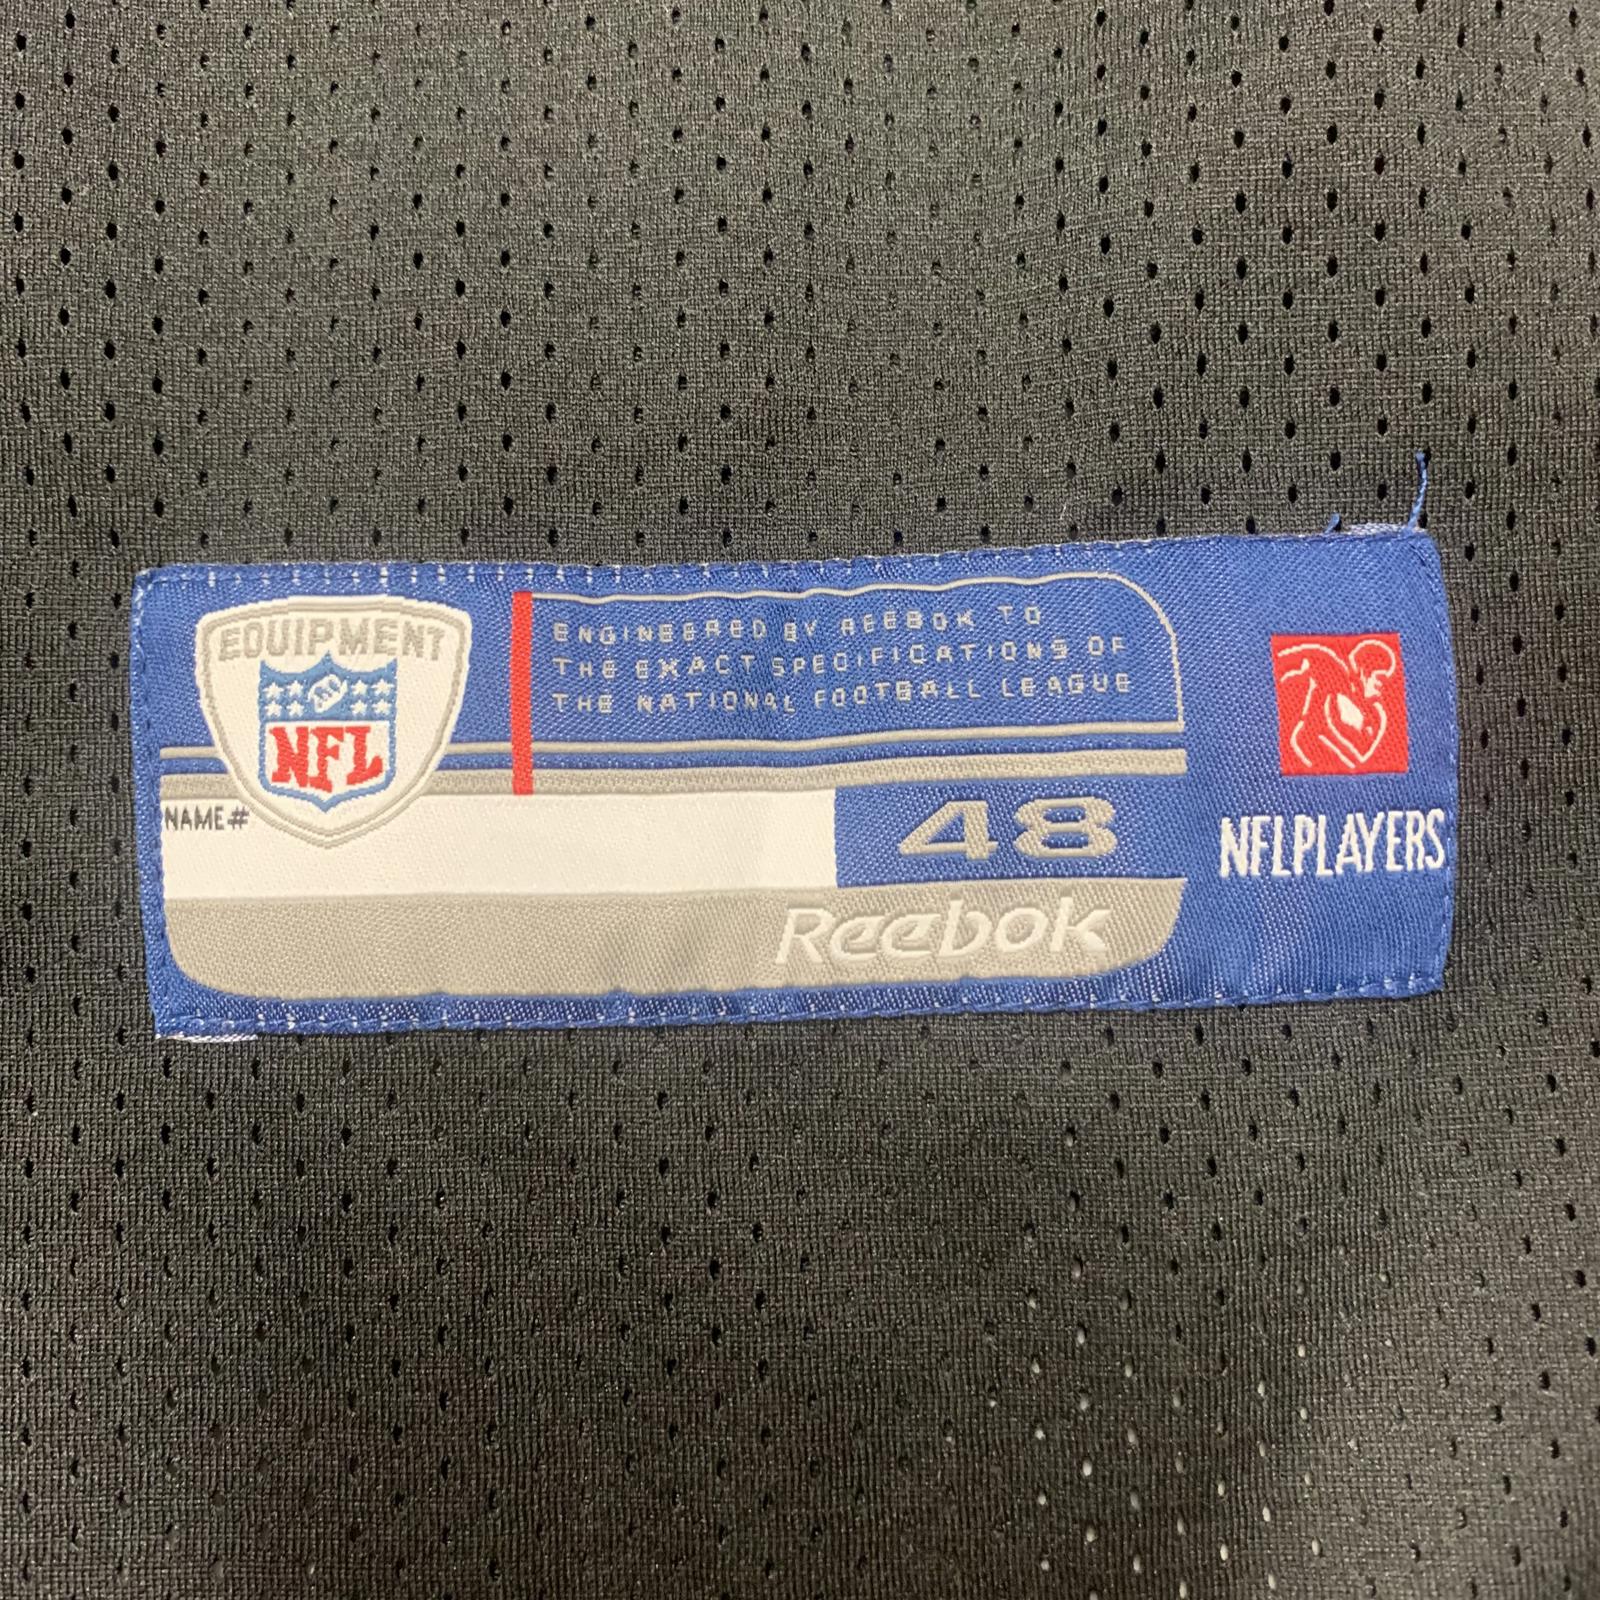 EQUIPMENT
NFL
ENGINEERED BY REEBOK TO
THE EXACT SPECIFICATIONS OF
THE NATIONAL FOOTBALL LEAGUE
NAME#
48
Reebok
NFLPLAYERS